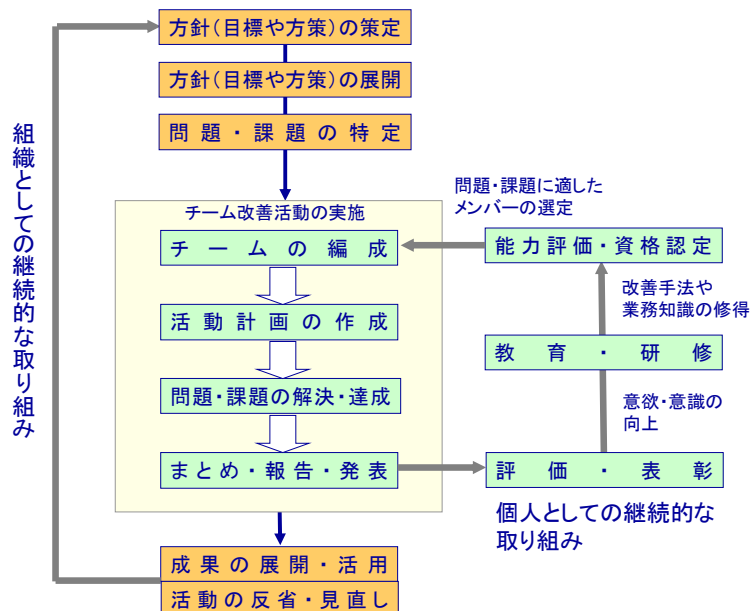 方針(目標や方策)の策定
方針(目標や方策)の展開
問題・課題の特定
組織としての継続的な取り組み
チーム改善活動の実施
チームの編成
活動計画の作成
問題・課題の解決・達成
まとめ・報告・発表
問題・課題に適した
メンバーの選定
能力評価・資格認定
改善手法や
業務知識の修得
教育・研修
意欲・意識の
向上
評価・表彰
個人としての継続的な
取り組み
成果の展開・活用
活動の反省・見直し